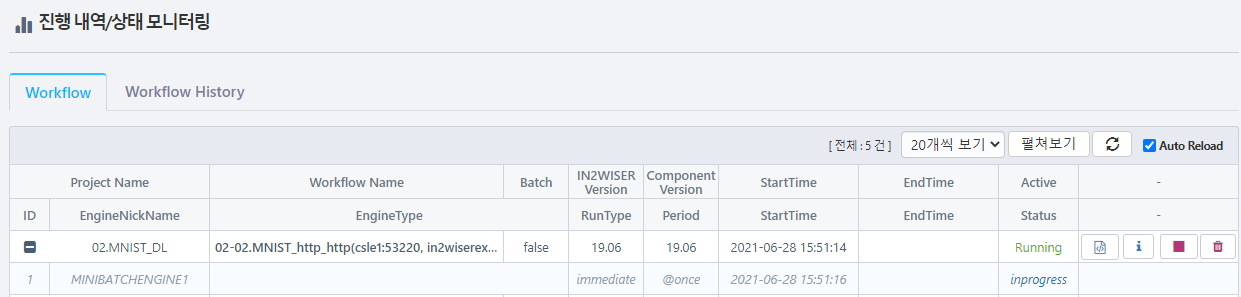 진행 내역/상태 모니터링
Workflow Workflow History
[ 전체 : 5 건 ] 20개씩 보기 펼쳐보기 Auto Reload
Project Name Workflow Name Batch IN2WISER Version Component Version StartTime EndTime Active -
ID EngineNickName EngineType RunType Period StartTime EndTime Status -
02.MNIST_DL 02-02.MNIST_http_http(csle1:53220, in2wiserex... false 19.06 19.06 2021-06-28 15:51:14 Running
1 MINIBATCHENGINE1 immediate @once 2021-06-28 15:51:16 inprogress